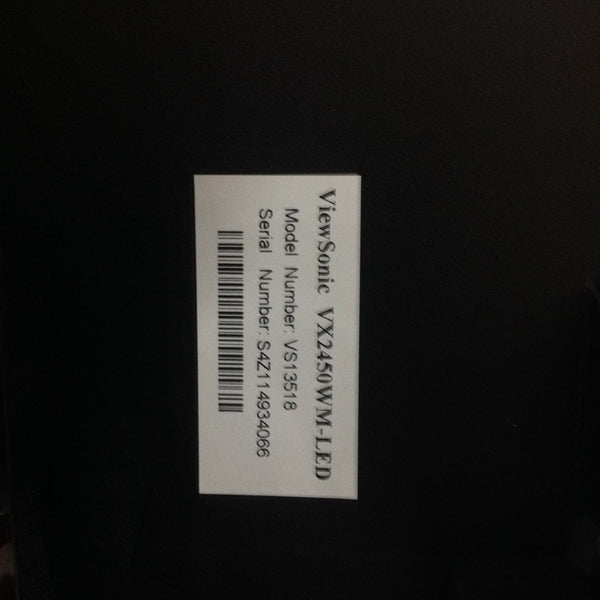 ViewSonic VX2450WM-LED
Model Number: VS13518
Serial Number: S4Z114934066